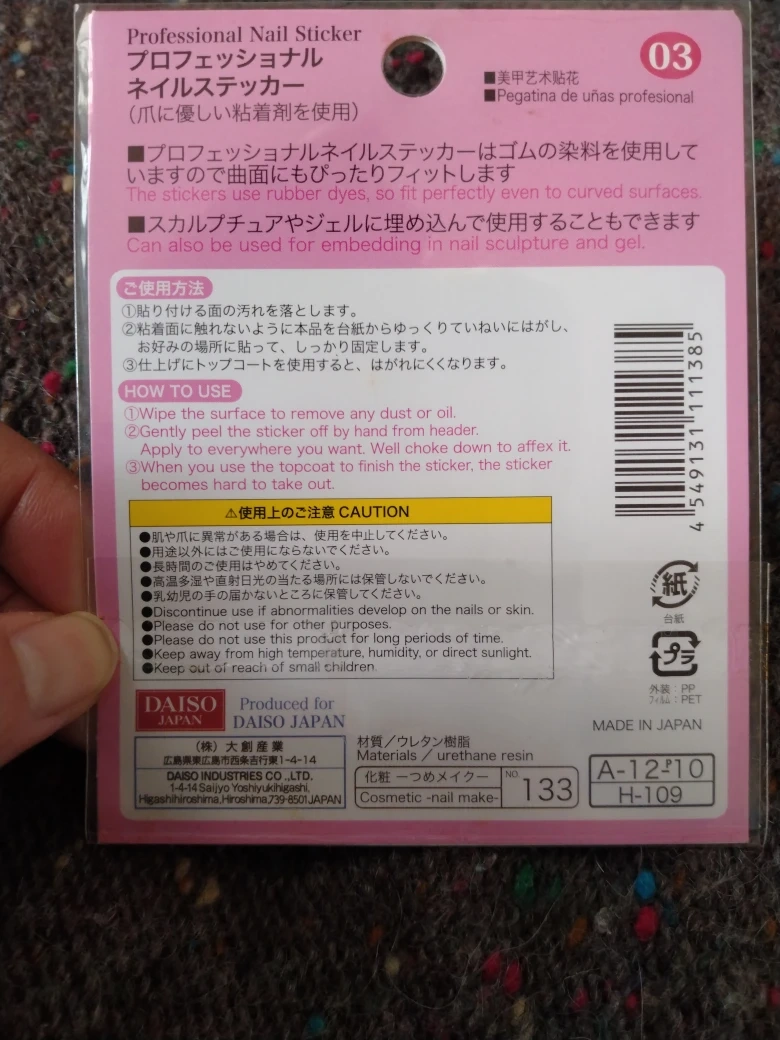 Professional Nail Sticker
プロフェッショナル
ネイルステッカー
（爪に優しい粘着剤を使用）
03
■美甲艺术贴花
■Pegatina de uñas profesional
■プロフェッショナルネイルステッカーはゴムの染料を使用して
いますので曲面にもぴったりフィットします
The stickers use rubber dyes, so fit perfectly even to curved surfaces.
■スカルプチュアやジェルに埋め込んで使用することもできます
Can also be used for embedding in nail sculpture and gel.
ご使用方法
①貼り付ける面の汚れを落とします。
②粘着面に触れないように本品を台紙からゆっくりていねいにはがし、
お好みの場所に貼って、しっかり固定します。
③仕上げにトップコートを使用すると、はがれにくくなります。
HOW TO USE
①Wipe the surface to remove any dust or oil.
②Gently peel the sticker off by hand from header.
Apply to everywhere you want. Well choke down to affex it.
③When you use the topcoat to finish the sticker, the sticker
becomes hard to take out.
4 549131 111385
⚠使用上のご注意 CAUTION
●肌や爪に異常がある場合は、使用を中止してください。
●用途以外にはご使用にならないでください。
●長時間のご使用はやめてください。
●高温多湿や直射日光の当たる場所には保管しないでください。
●乳幼児の手の届かないところに保管してください。
●Discontinue use if abnormalities develop on the nails or skin.
●Please do not use for other purposes.
●Please do not use this product for long periods of time.
●Keep away from high temperature, humidity, or direct sunlight.
●Keep out of reach of small children.
紙
台紙
プラ
外装：PP
フィルム：PET
MADE IN JAPAN
DAISO
JAPAN
Produced for
DAISO JAPAN
（株）大創産業
広島県東広島市西条吉行東1-4-14
DAISO INDUSTRIES CO.,LTD.
1-4-14 Saijyo Yoshiyukihigashi,
Higashihiroshima,Hiroshima,739-8501 JAPAN
材質／ウレタン樹脂
Materials / urethane resin
化粧 ーつめメイクー
Cosmetic -nail make-
NO. 133
A-12-P10
H-109